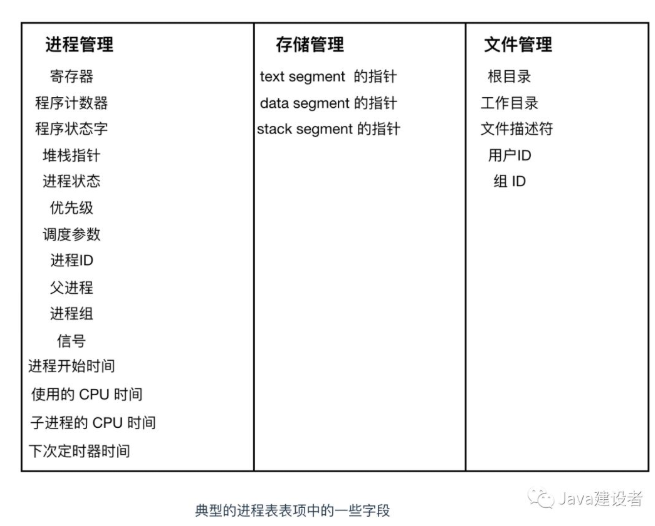 进程管理
寄存器
程序计数器
程序状态字
堆栈指针
进程状态
优先级
调度参数
进程ID
父进程
进程组
信号
进程开始时间
使用的 CPU 时间
子进程的 CPU 时间
下次定时器时间
存储管理
text segment 的指针
data segment 的指针
stack segment 的指针
文件管理
根目录
工作目录
文件描述符
用户ID
组 ID
典型的进程表表项中的一些字段
Java建设者